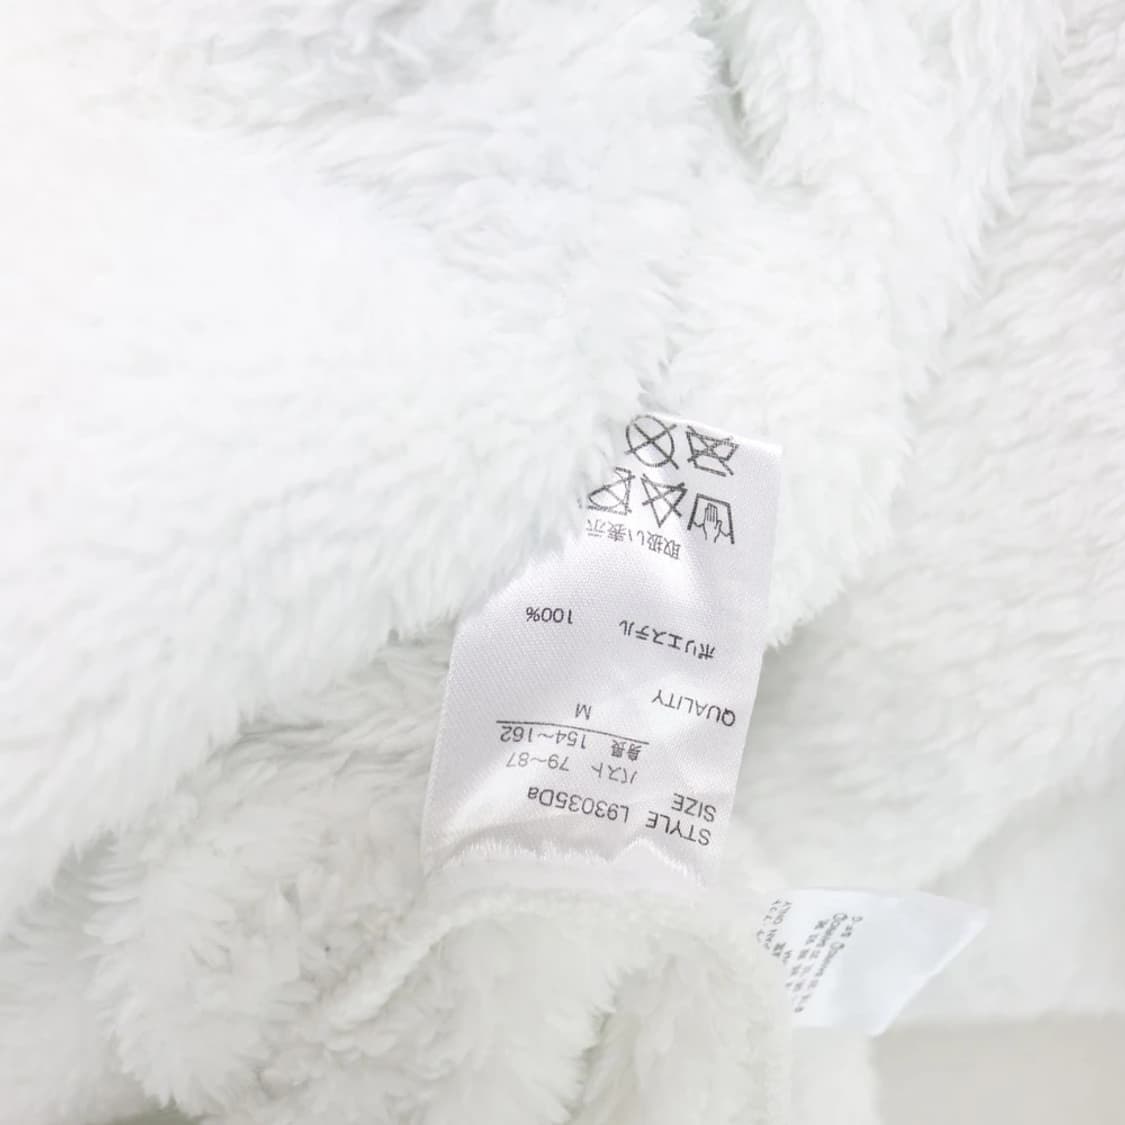 STYLE L93035Da
SIZE
バスト 79~87
身長 154~162
M
QUALITY
ポリエステル 100%
取扱い表示